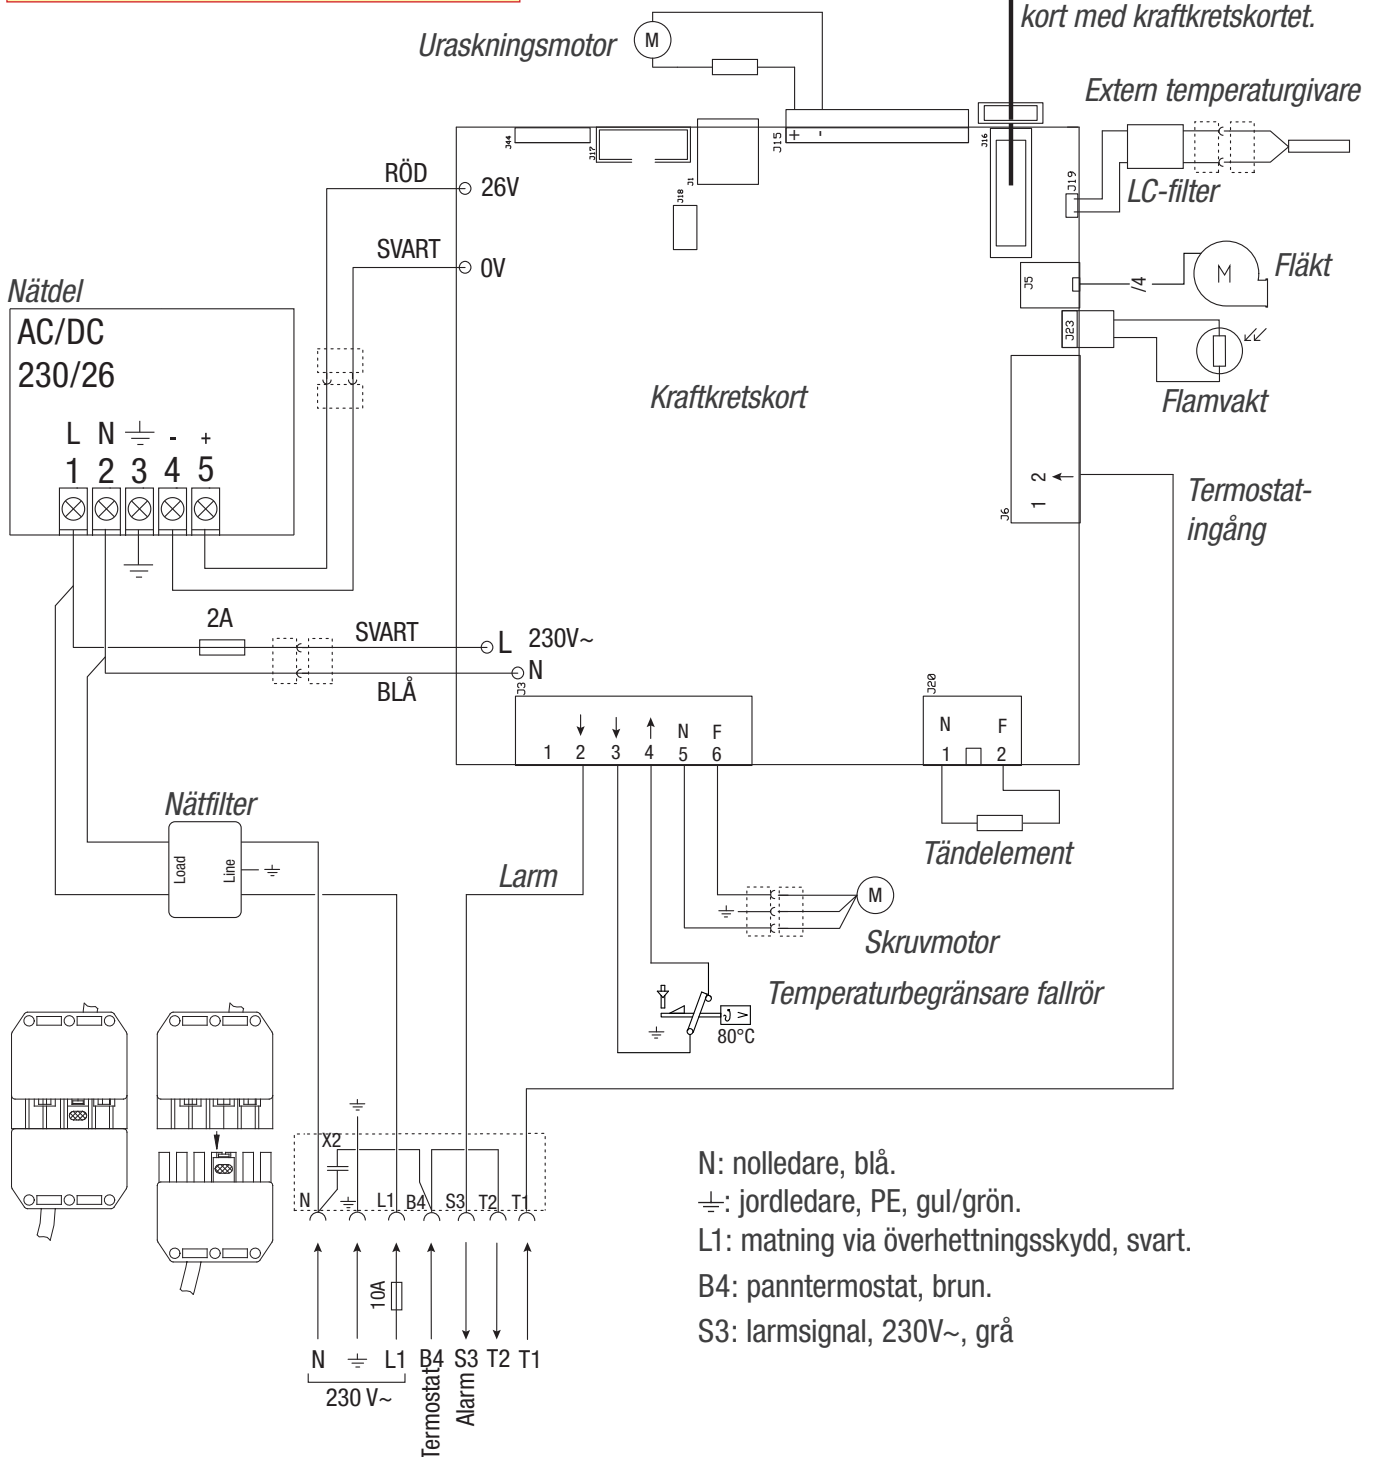 kort med kraftkretskortet.
Uraskningsmotor
M
Extern temperaturgivare
J44
J17
J1
J15
+ -
J16
J19
LC-filter
RÖD
26V
J18
SVART
0V
J5
/4
M
Fläkt
Nätdel
AC/DC
230/26
J23
Flamvakt
Kraftkretskort
L N - +
1 2 3 4 5
1 2
J6
Termostat-
ingång
2A
SVART
L 230V~
N
BLÅ
J3
J20
N F
1 2 3 4 5 6
N F
1 2
Nätfilter
Load
Line
Tändelement
Larm
M
Skruvmotor
Temperaturbegränsare fallrör
80°C
X2
N L1 B4 S3 T2 T1
10A
N L1 B4 S3 T2 T1
230 V~
Termostat
Alarm
N: nolledare, blå.
⏚: jordledare, PE, gul/grön.
L1: matning via överhettningsskydd, svart.
B4: panntermostat, brun.
S3: larmsignal, 230V~, grå